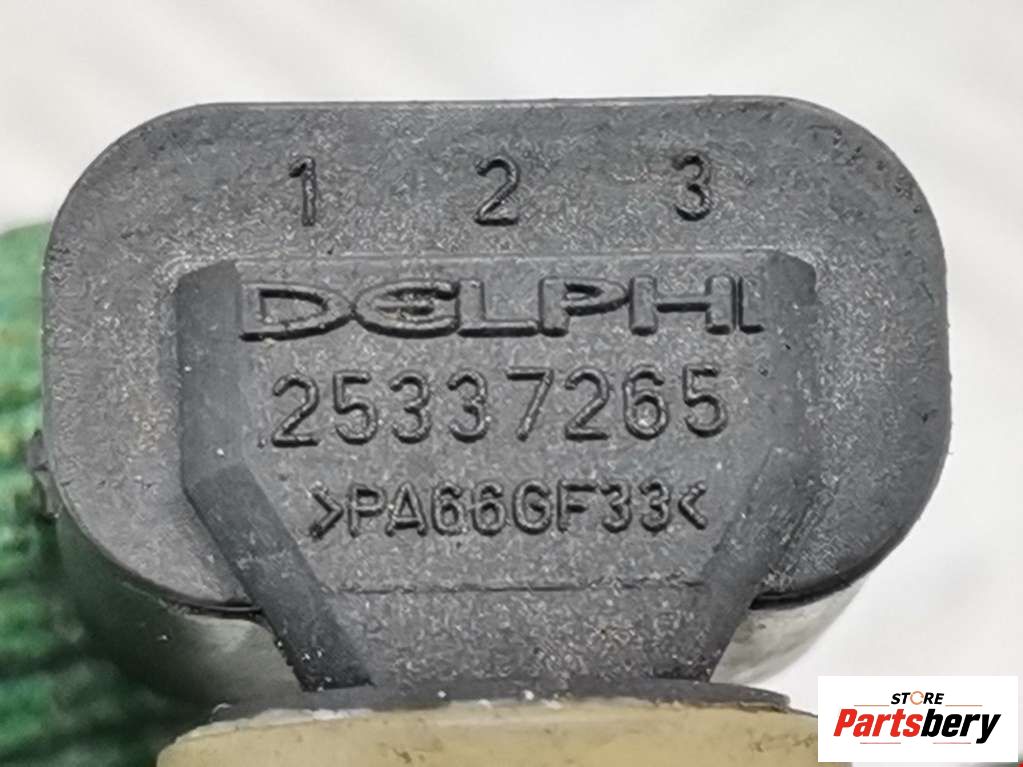 1 2 3
DELPHI
25337265
>PA66GF33<
STORE
Partsbery